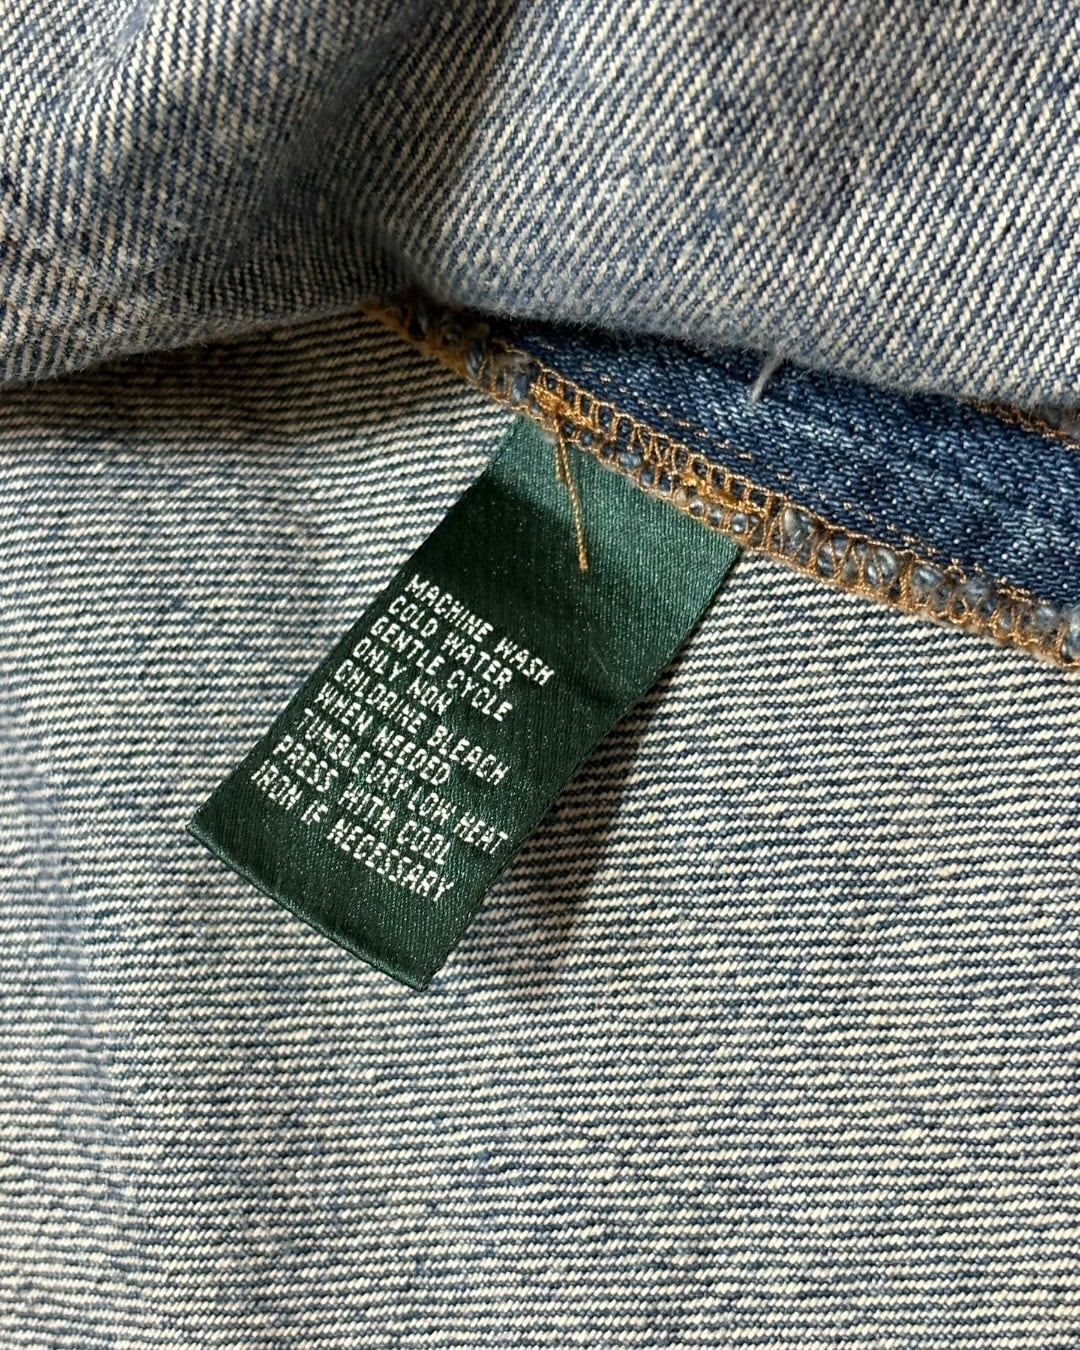 MACHINE WASH
COLD WATER
GENTLE CYCLE
ONLY NON
CHLORINE BLEACH
WHEN NEEDED
TUMBLE DRY LOW HEAT
PRESS WITH COOL
IRON IF NECESSARY